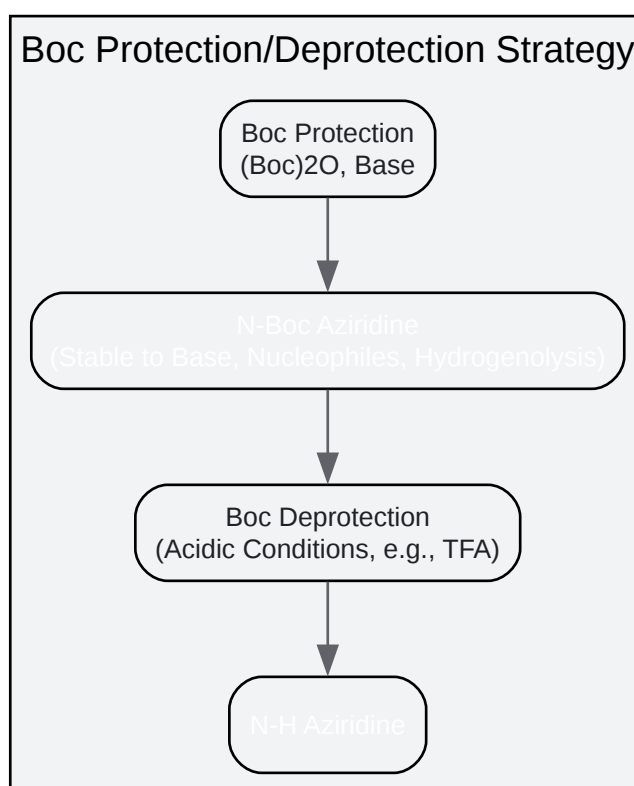 Boc Protection/Deprotection Strategy
Boc Protection
(Boc)2O, Base
N-Boc Aziridine
(Stable to Base, Nucleophiles, Hydrogenolysis)
Boc Deprotection
(Acidic Conditions, e.g., TFA)
N-H Aziridine